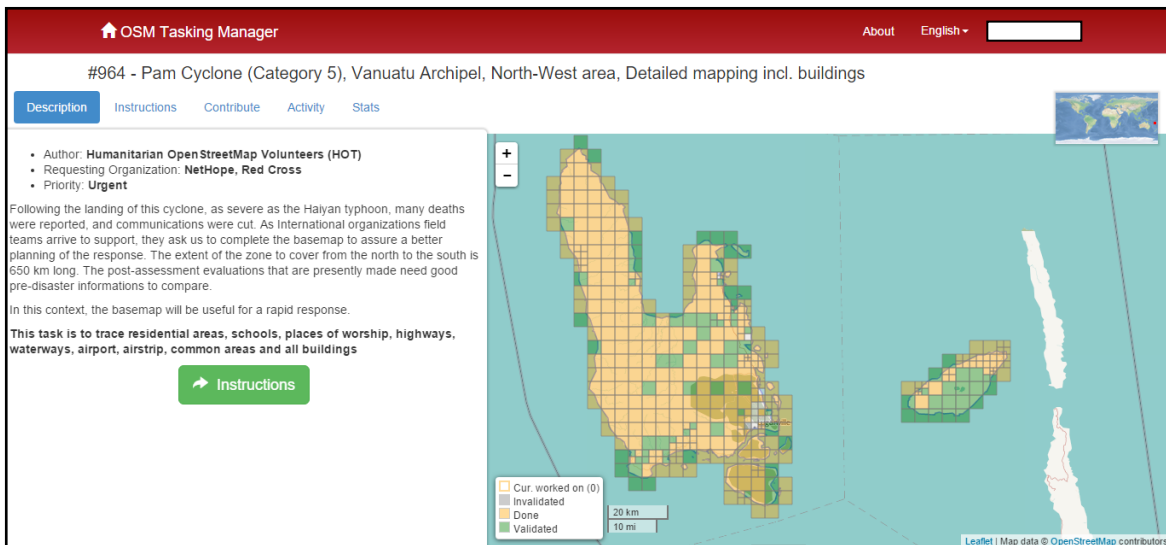 OSM Tasking Manager
About English
#964 - Pam Cyclone (Category 5), Vanuatu Archipel, North-West area, Detailed mapping incl. buildings
Description Instructions Contribute Activity Stats
Author: Humanitarian OpenStreetMap Volunteers (HOT)
Requesting Organization: NetHope, Red Cross
Priority: Urgent
Following the landing of this cyclone, as severe as the Haiyan typhoon, many deaths
were reported, and communications were cut. As International organizations field
teams arrive to support, they ask us to complete the basemap to assure a better
planning of the response. The extent of the zone to cover from the north to the south is
650 km long. The post-assessment evaluations that are presently made need good
pre-disaster informations to compare.
In this context, the basemap will be useful for a rapid response.
This task is to trace residential areas, schools, places of worship, highways,
waterways, airport, airstrip, common areas and all buildings
Instructions
+
−
Cur. worked on (0)
Invalidated
Done
Validated
20 km
10 mi
Leaflet | Map data © OpenStreetMap contributors